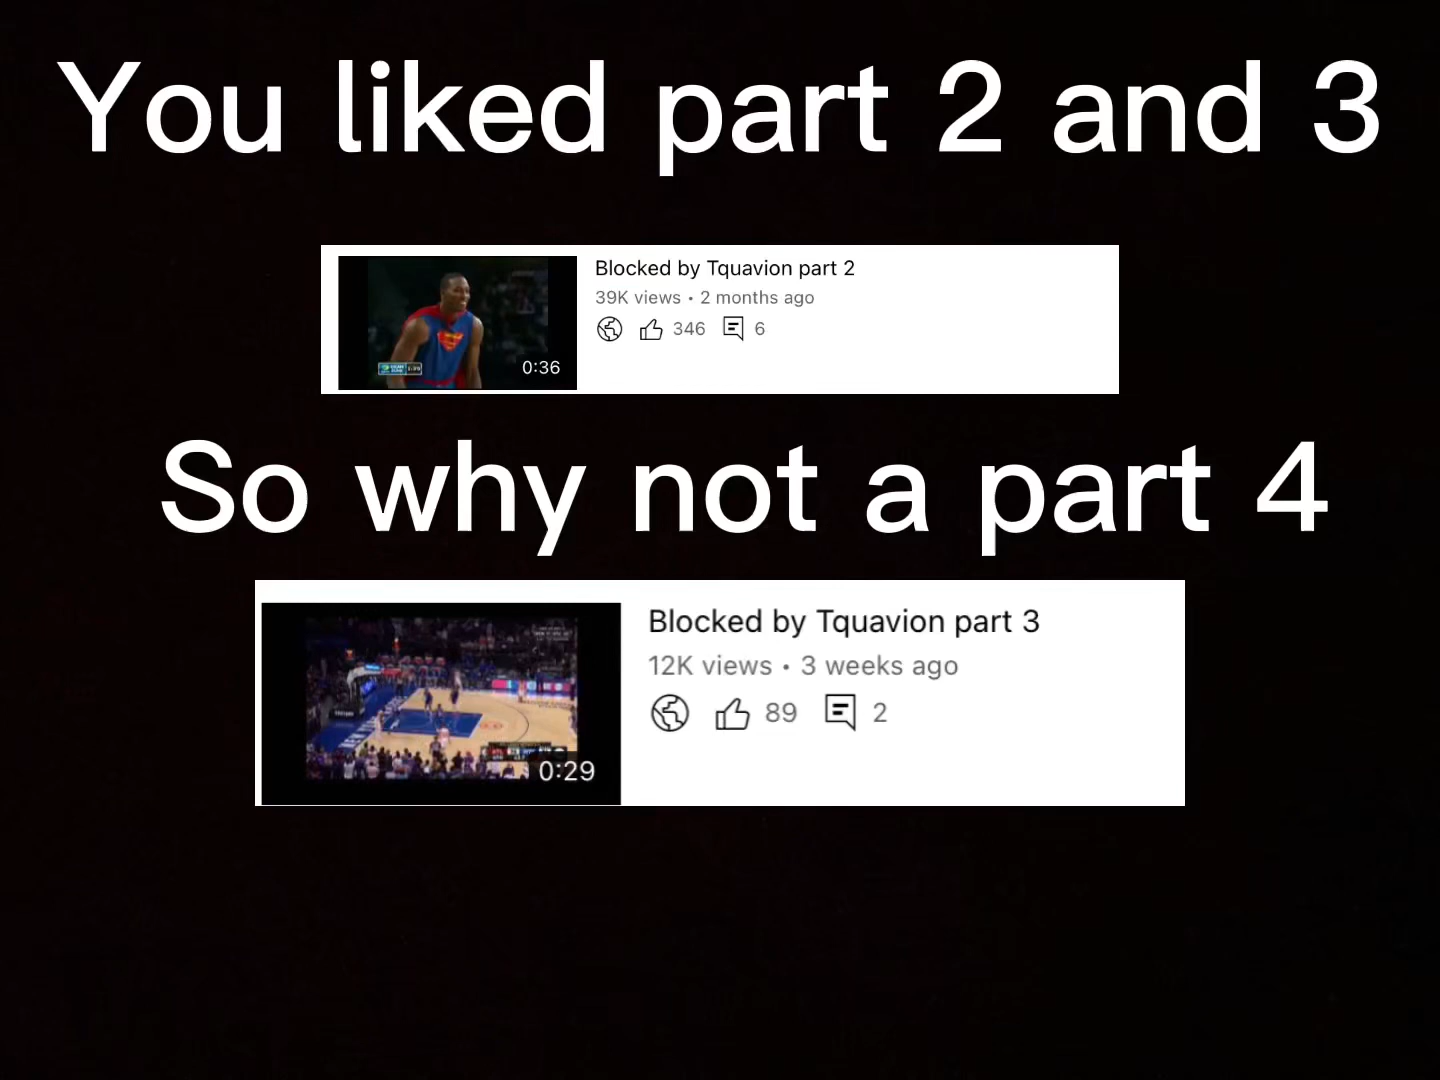 You liked part 2 and 3
Blocked by Tquavion part 2
39K views • 2 months ago
346 6
0:36
So why not a part 4
Blocked by Tquavion part 3
12K views • 3 weeks ago
89 2
0:29